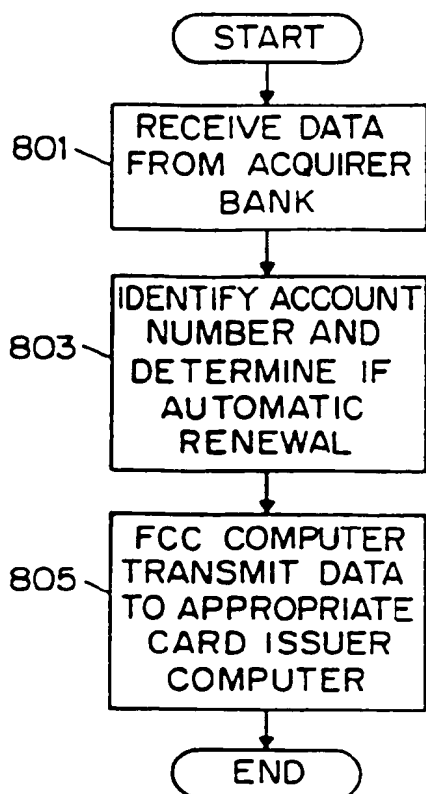 START
801
RECEIVE DATA
FROM ACQUIRER
BANK
803
IDENTIFY ACCOUNT
NUMBER AND
DETERMINE IF
AUTOMATIC
RENEWAL
805
FCC COMPUTER
TRANSMIT DATA
TO APPROPRIATE
CARD ISSUER
COMPUTER
END